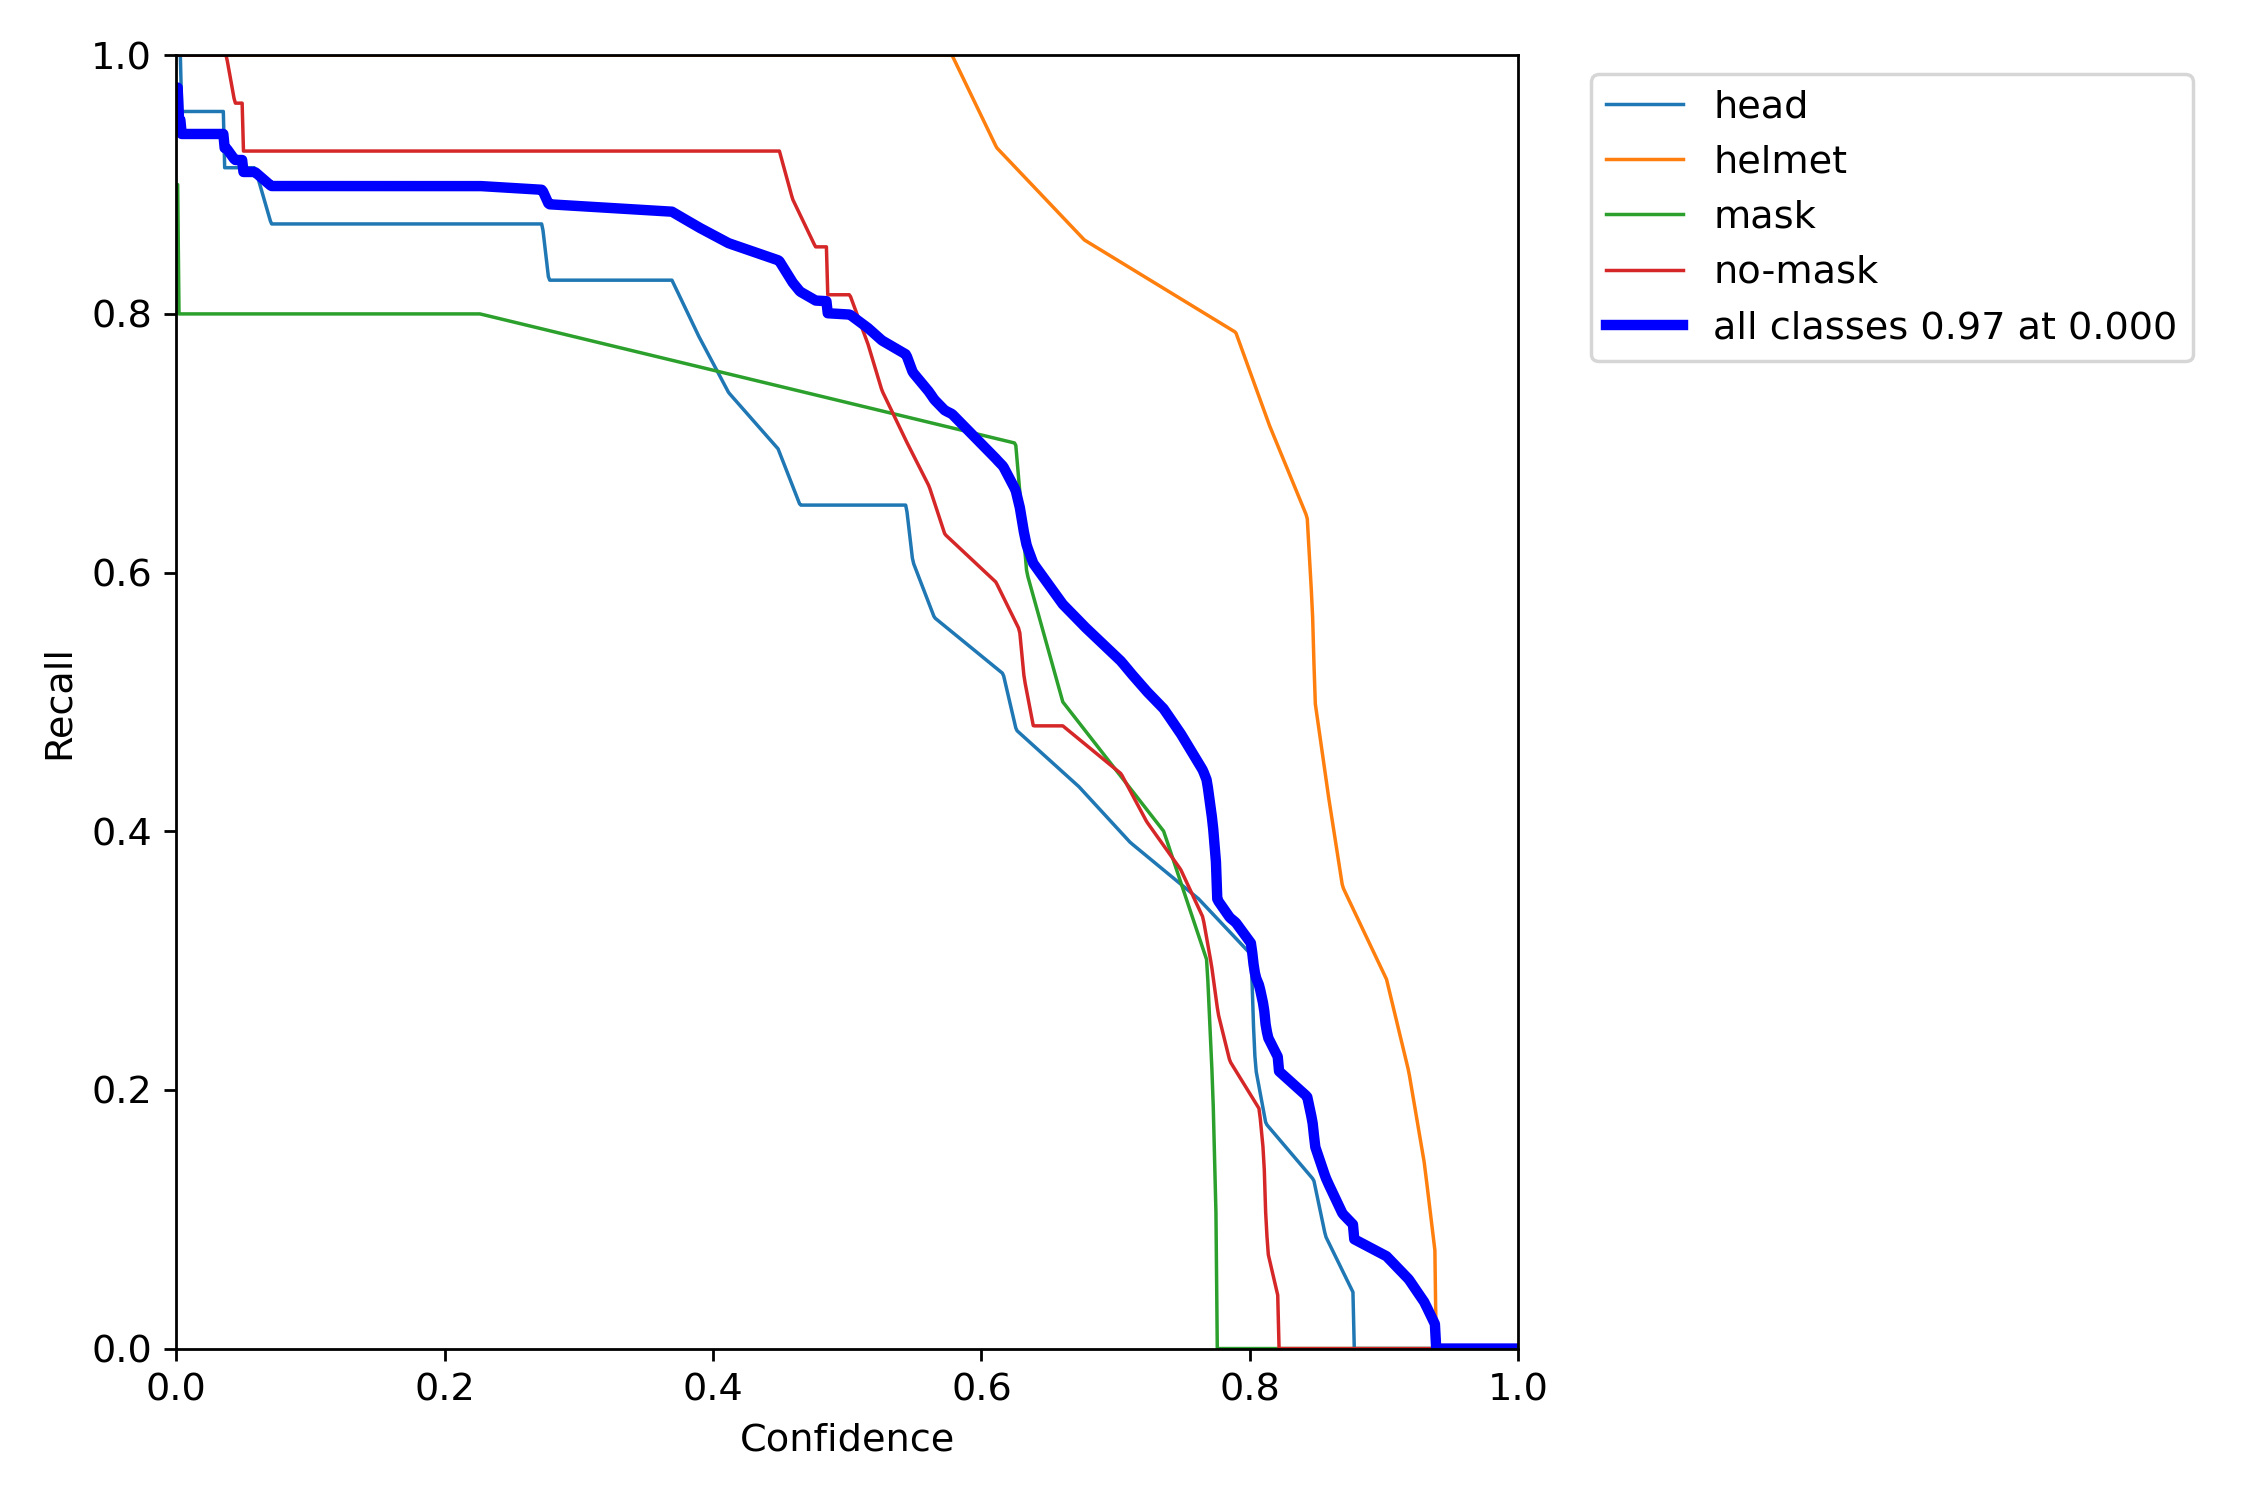 1.0
0.8
0.6
0.4
0.2
0.0
Recall
0.0 0.2 0.4 0.6 0.8 1.0
Confidence
head
helmet
mask
no-mask
all classes 0.97 at 0.000